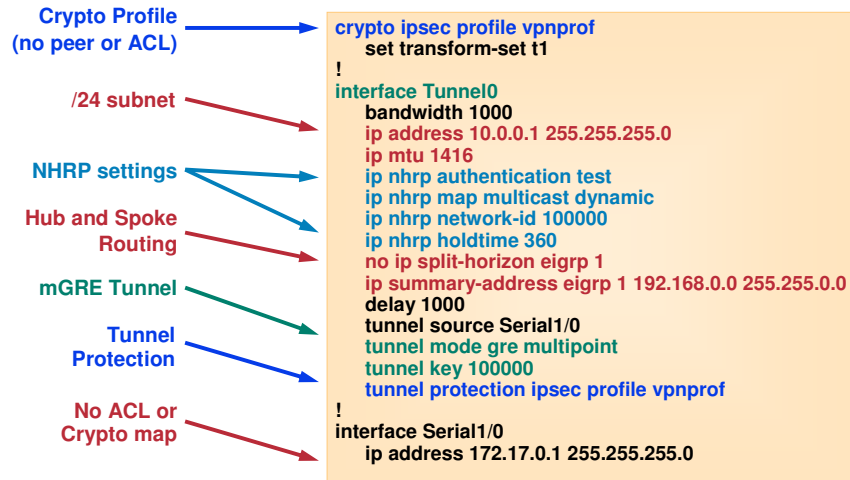 Crypto Profile
(no peer or ACL)
/24 subnet
NHRP settings
Hub and Spoke
Routing
mGRE Tunnel
Tunnel
Protection
No ACL or
Crypto map
crypto ipsec profile vpnprof
set transform-set t1
!
interface Tunnel0
bandwidth 1000
ip address 10.0.0.1 255.255.255.0
ip mtu 1416
ip nhrp authentication test
ip nhrp map multicast dynamic
ip nhrp network-id 100000
ip nhrp holdtime 360
no ip split-horizon eigrp 1
ip summary-address eigrp 1 192.168.0.0 255.255.0.0
delay 1000
tunnel source Serial1/0
tunnel mode gre multipoint
tunnel key 100000
tunnel protection ipsec profile vpnprof
!
interface Serial1/0
ip address 172.17.0.1 255.255.255.0